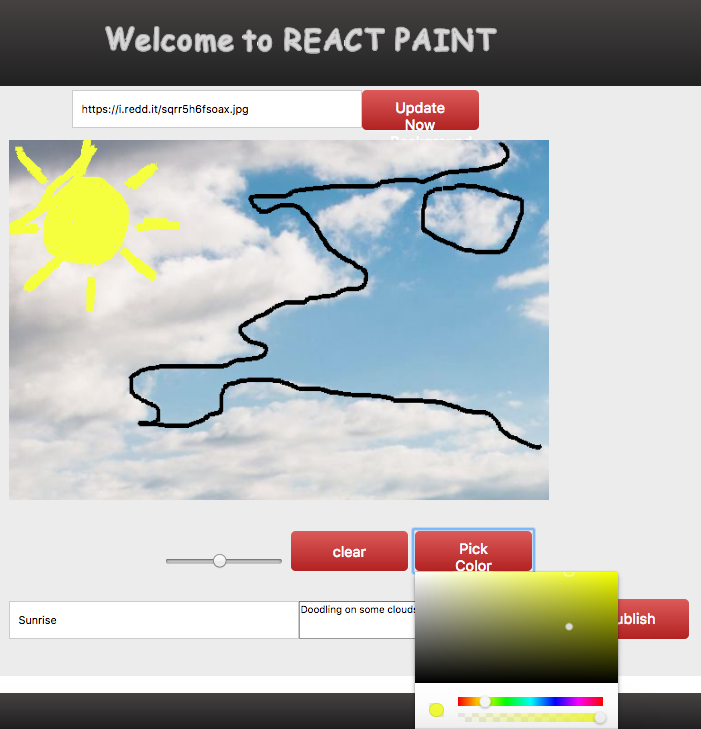 Welcome to REACT PAINT
https://i.redd.it/sqrr5h6fsoax.jpg
Update
Now
clear
Pick
Color
Sunrise
Doodling on some clouds
ublish